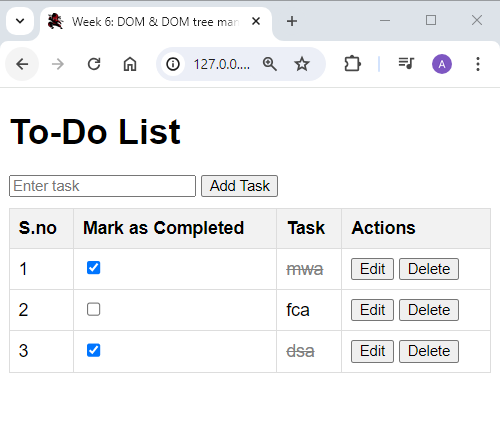 Week 6: DOM & DOM tree man
127.0.0....
A
To-Do List
Enter task Add Task
S.no Mark as Completed Task Actions
1 mwa Edit Delete
2 fca Edit Delete
3 dsa Edit Delete